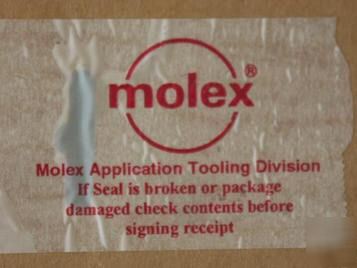 molex®
Molex Application Tooling Division
If Seal is broken or package
damaged check contents before
signing receipt